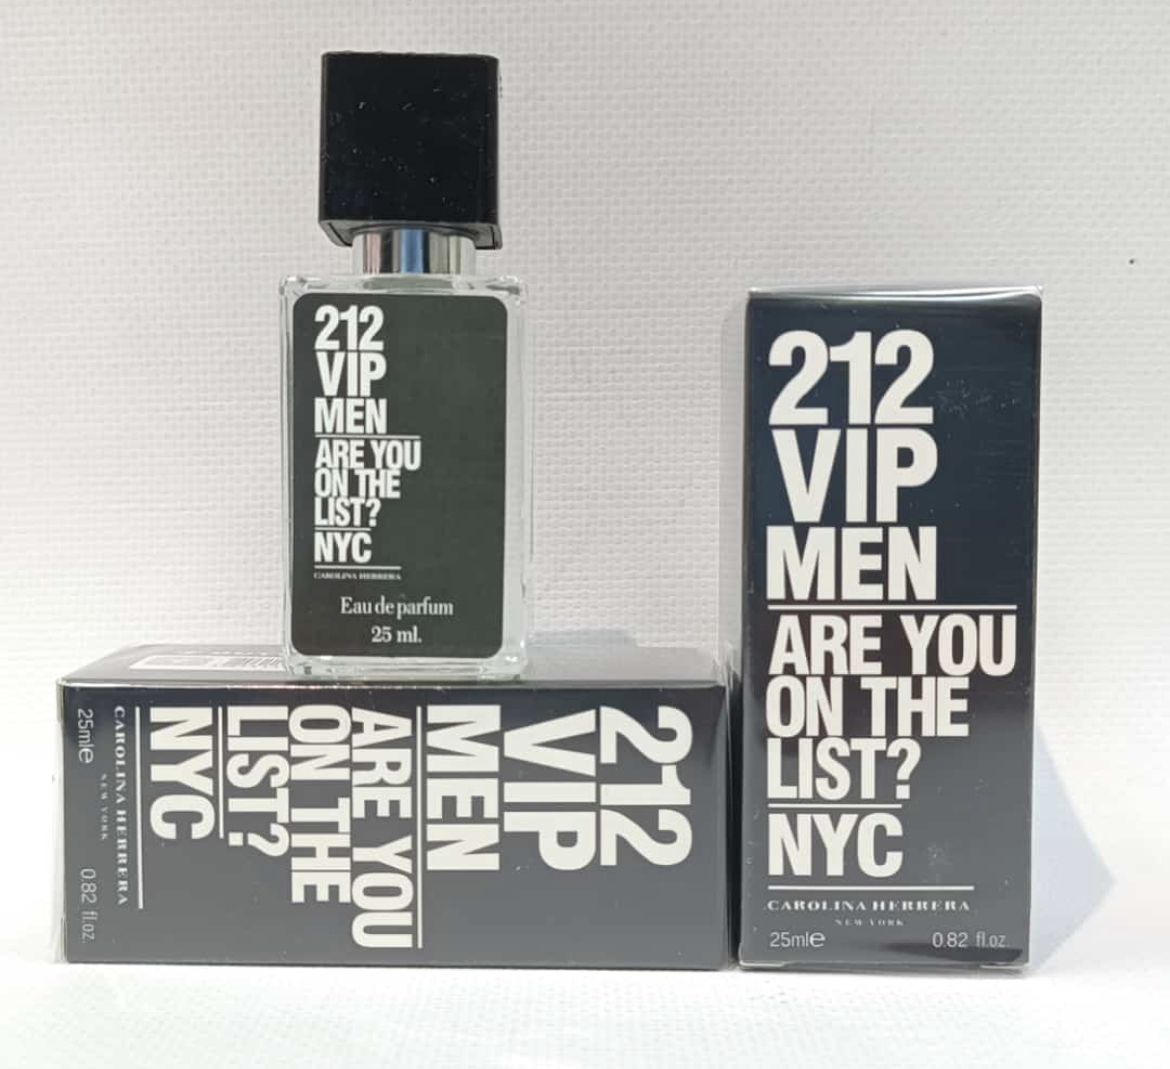 212
VIP
MEN
ARE YOU
ON THE
LIST?
NYC
CAROLINA HERRERA
Eau de parfum
25 ml.
212
VIP
MEN
ARE YOU
ON THE
LIST?
NYC
CAROLINA HERRERA
NEW YORK
25ml℮ 0.82 fl.oz.
212
VIP
MEN
ARE YOU
ON THE
LIST?
NYC
CAROLINA HERRERA
NEW YORK
25ml℮ 0.82 fl.oz.